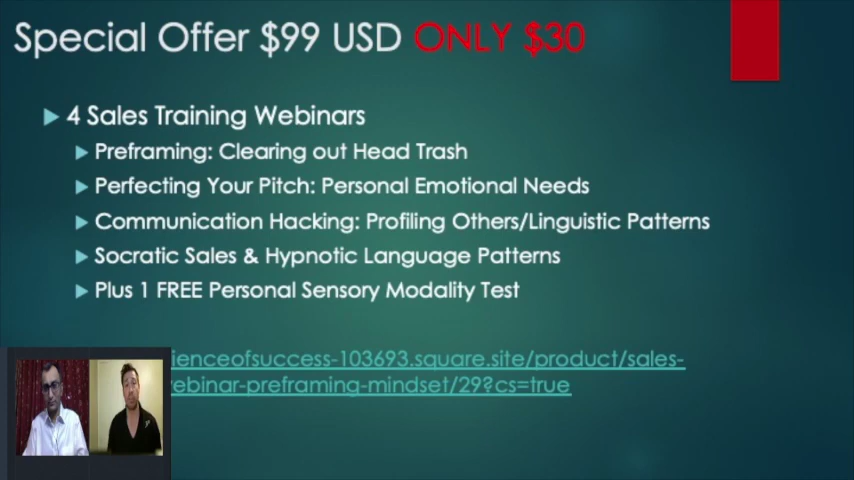 Special Offer $99 USD ONLY $30
4 Sales Training Webinars
Preframing: Clearing out Head Trash
Perfecting Your Pitch: Personal Emotional Needs
Communication Hacking: Profiling Others/Linguistic Patterns
Socratic Sales & Hypnotic Language Patterns
Plus 1 FREE Personal Sensory Modality Test
ienceofsuccess-103693.square.site/product/sales-
ebinar-preframing-mindset/29?cs=true